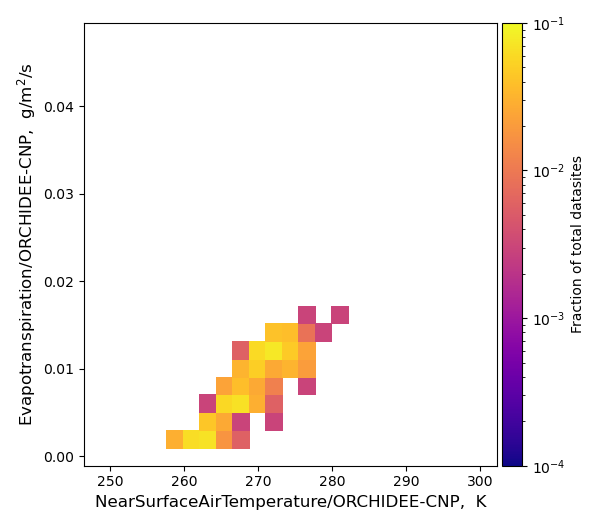 Evapotranspiration/ORCHIDEE-CNP,  g/m²/s
0.04
0.03
0.02
0.01
0.00
250 260 270 280 290 300
NearSurfaceAirTemperature/ORCHIDEE-CNP,  K
10⁻¹
10⁻²
10⁻³
10⁻⁴
Fraction of total datasites